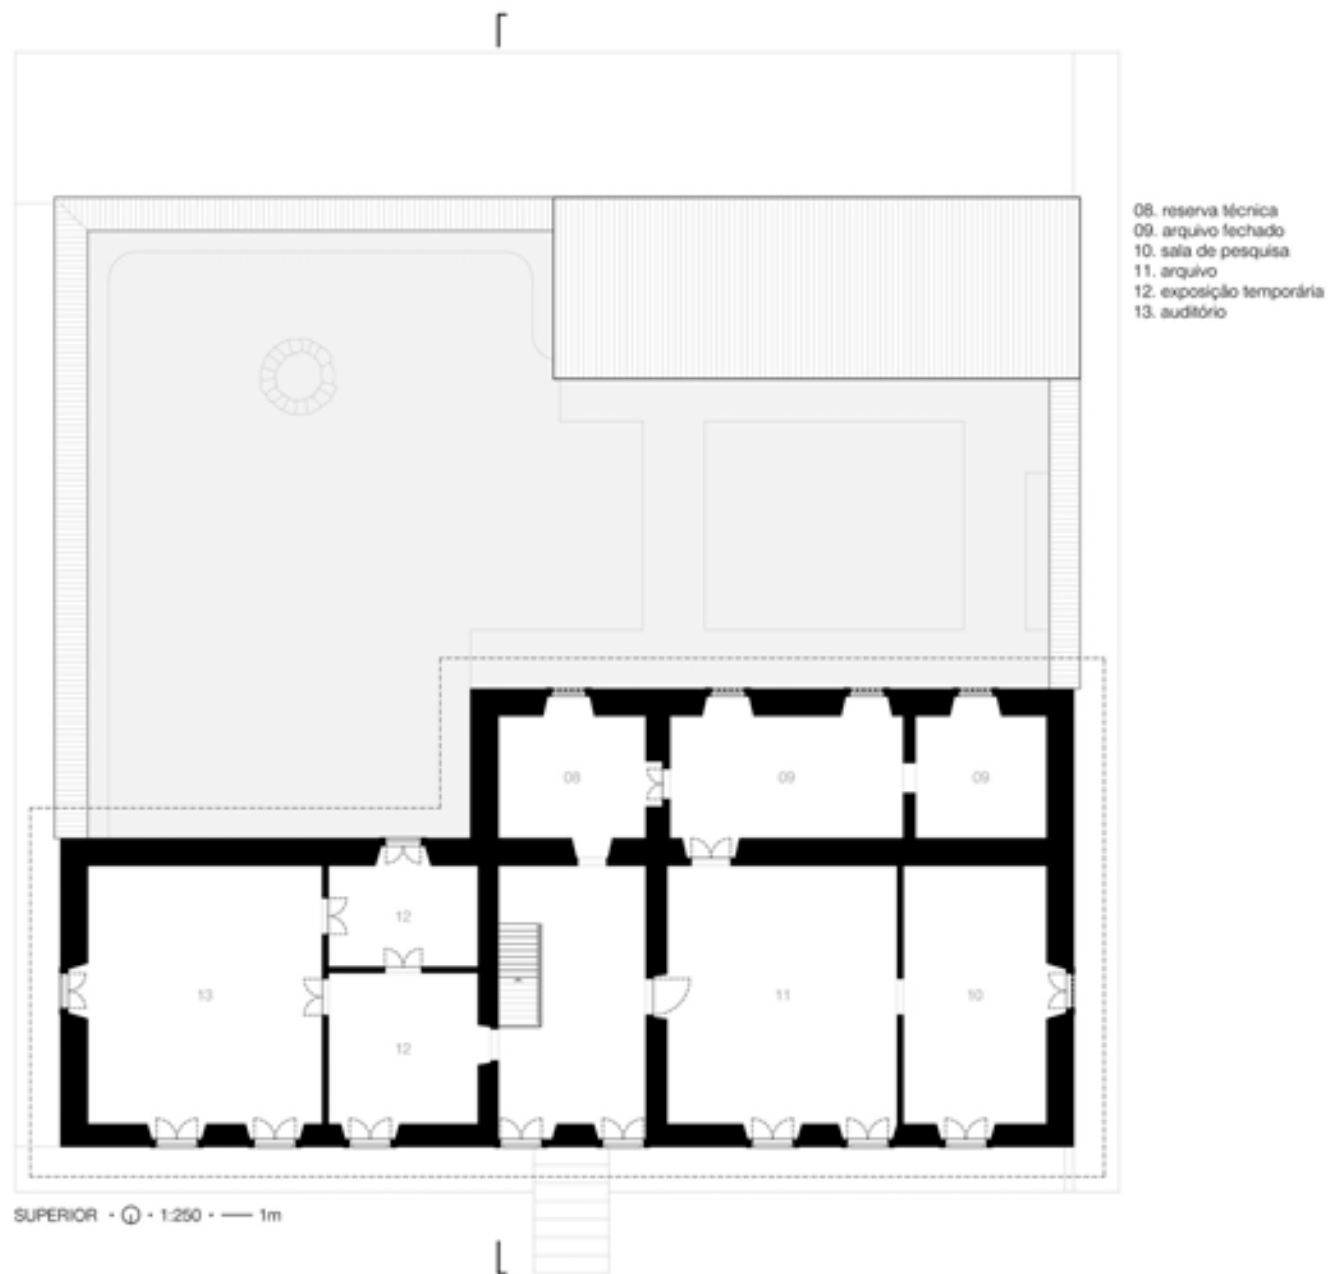 08. reserva técnica
09. arquivo fechado
10. sala de pesquisa
11. arquivo
12. exposição temporária
13. auditório
08
09
09
12
13
11
10
12
SUPERIOR · · 1:250 · 1m